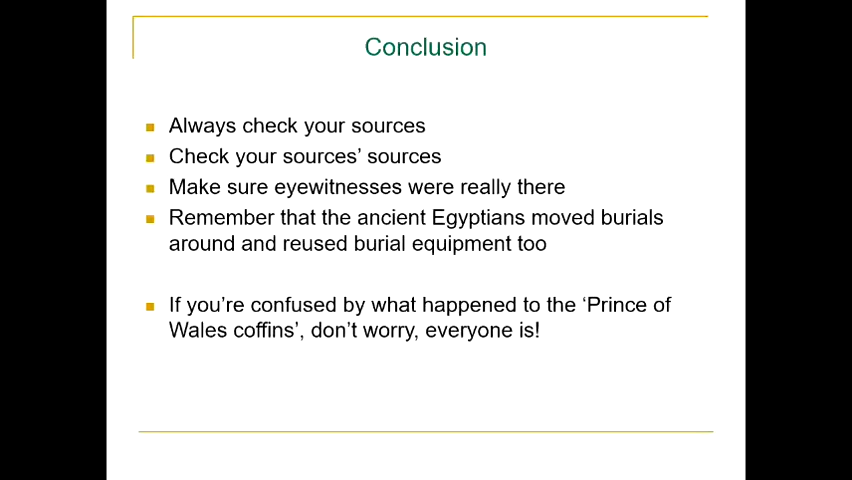 Conclusion
Always check your sources
Check your sources’ sources
Make sure eyewitnesses were really there
Remember that the ancient Egyptians moved burials
around and reused burial equipment too
If you’re confused by what happened to the ‘Prince of
Wales coffins’, don’t worry, everyone is!